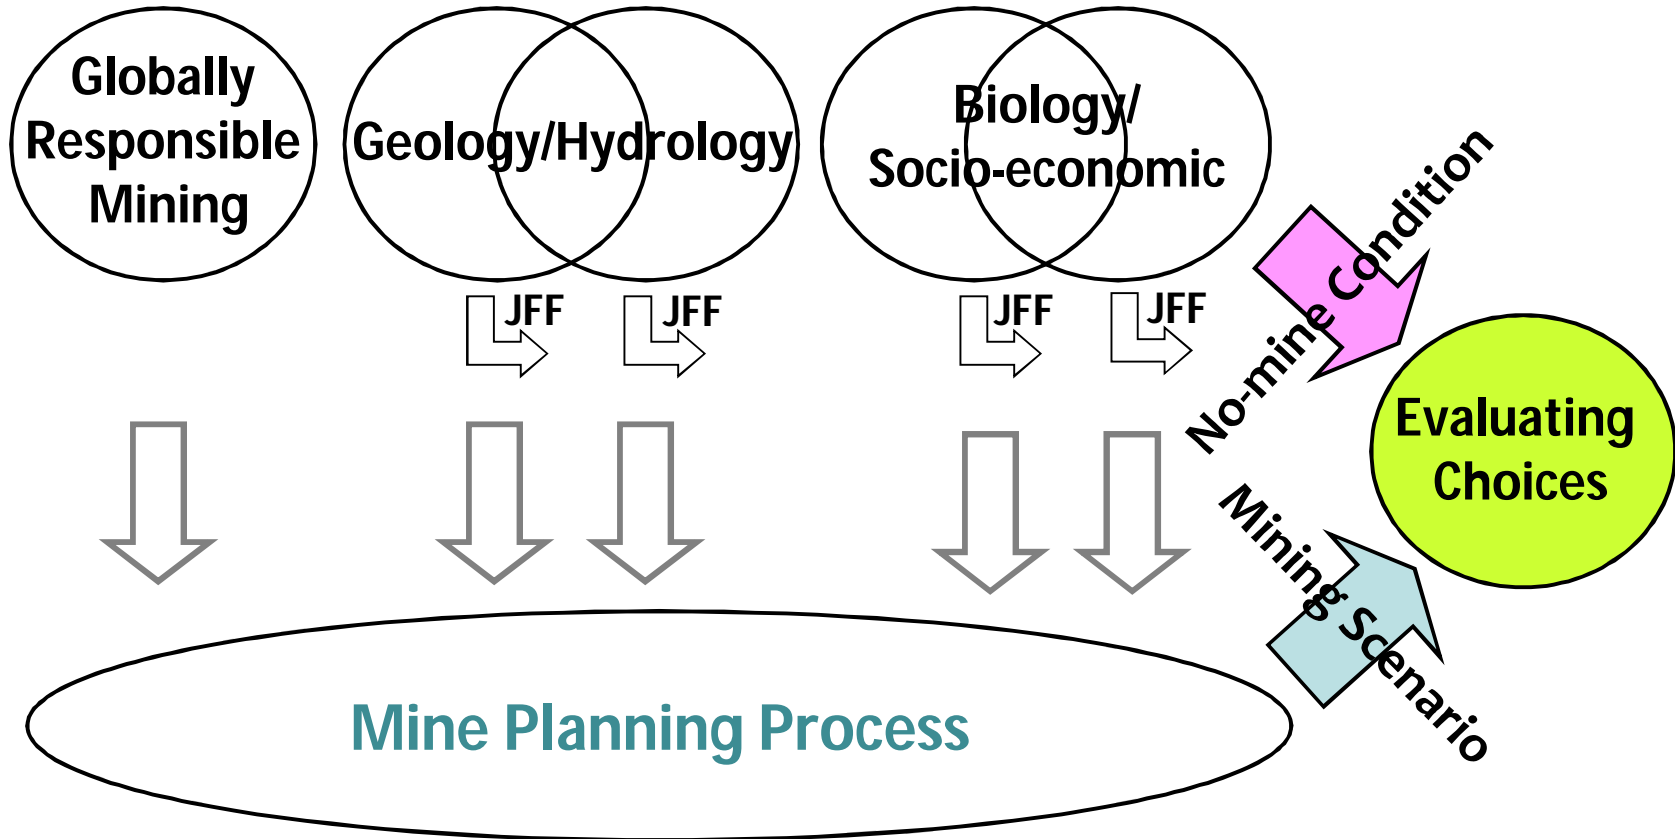 Globally
Responsible
Mining
Geology/Hydrology
Biology/
Socio-economic
JFF
JFF
JFF
JFF
No-mine Condition
Evaluating
Choices
Mining Scenario
Mine Planning Process